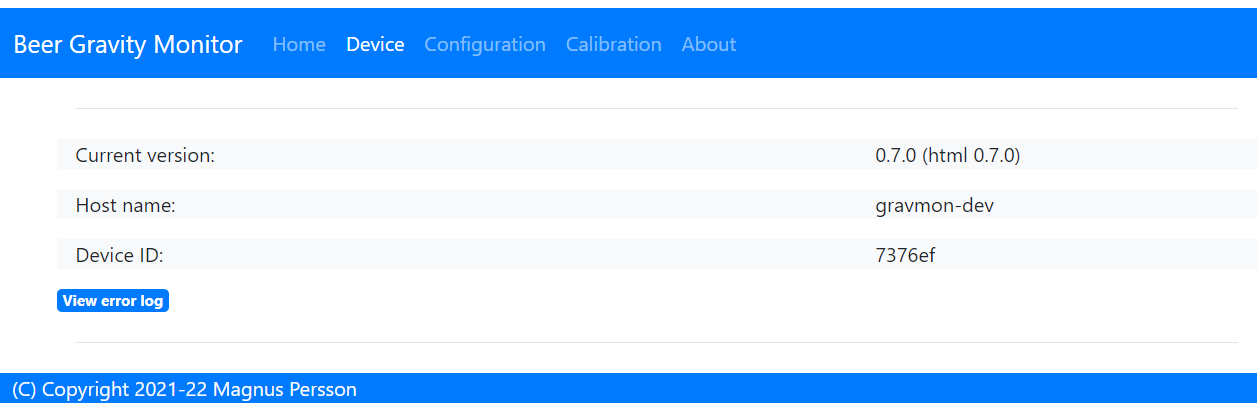 Beer Gravity Monitor Home Device Configuration Calibration About
Current version: 0.7.0 (html 0.7.0)
Host name: gravmon-dev
Device ID: 7376ef
View error log
(C) Copyright 2021-22 Magnus Persson